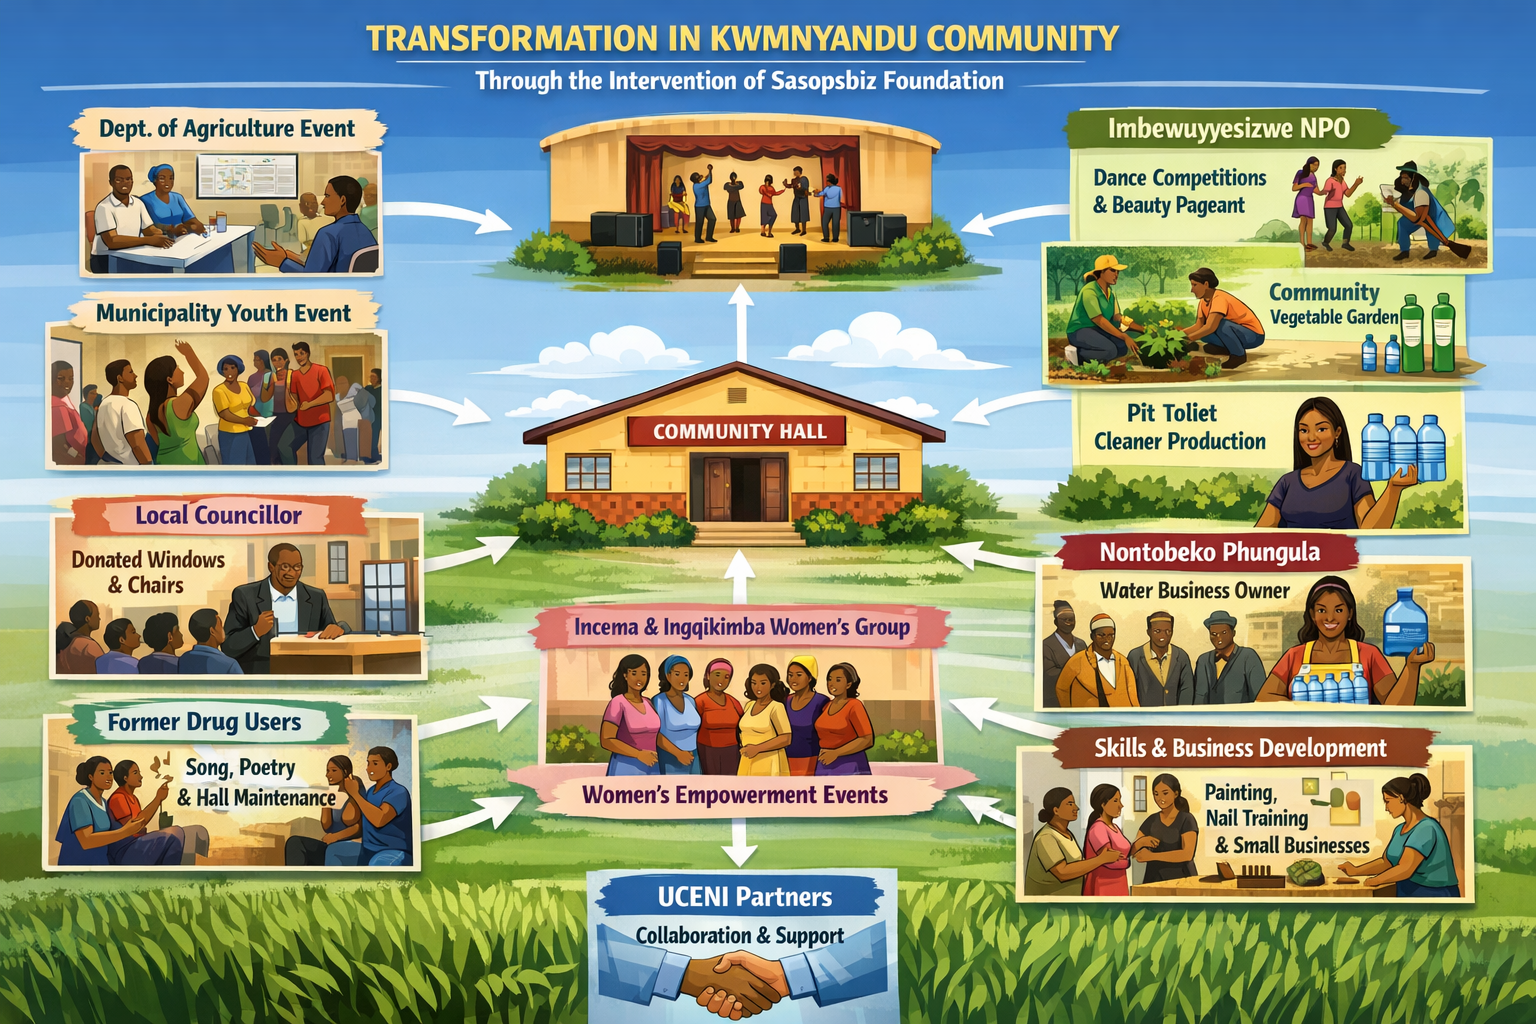 TRANSFORMATION IN KWMNYANDU COMMUNITY
Through the Intervention of Sasopsbiz Foundation
Dept. of Agriculture Event
Municipality Youth Event
Local Councillor
Donated Windows
& Chairs
Former Drug Users
Song, Poetry
& Hall Maintenance
COMMUNITY HALL
Incema & Ingqikimba Women's Group
Women's Empowerment Events
UCENI Partners
Collaboration & Support
Imbewuyyesizwe NPO
Dance Competitions
& Beauty Pageant
Community
Vegetable Garden
Pit Toliet
Cleaner Production
Nontobeko Phungula
Water Business Owner
Skills & Business Development
Painting,
Nail Training
& Small Businesses